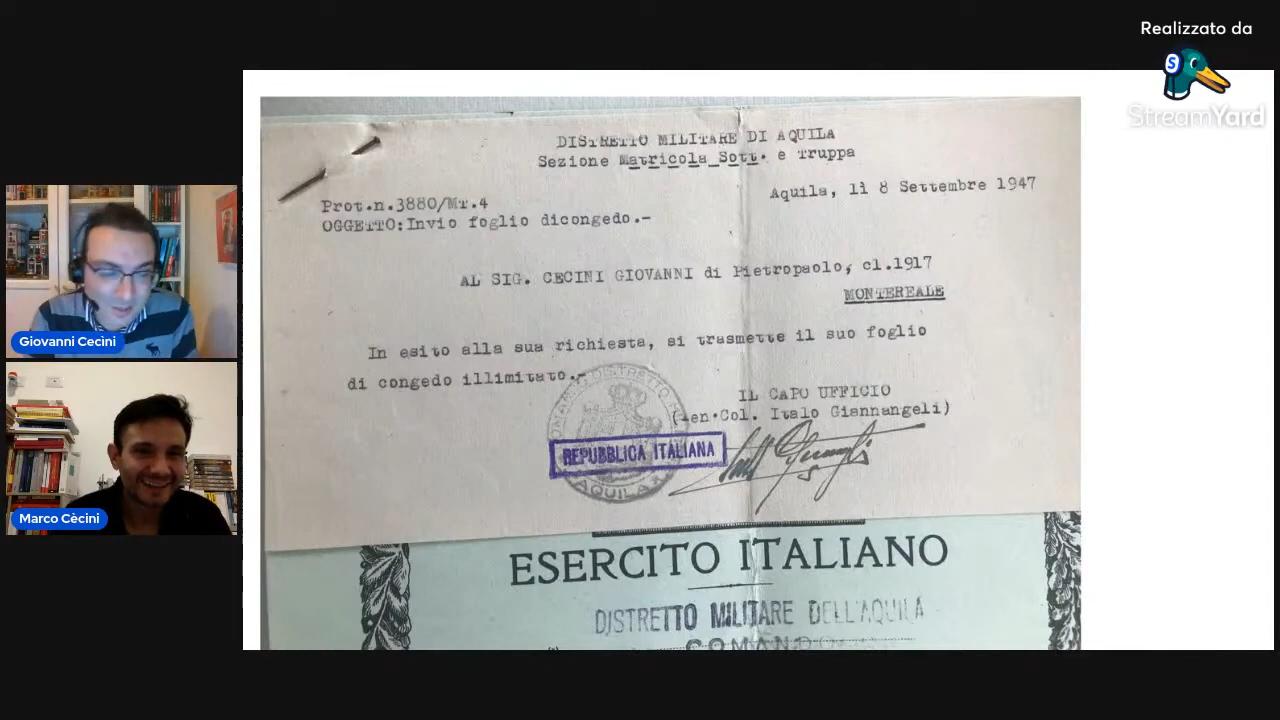 Realizzato da
StreamYard
DISTRETTO MILITARE DI AQUILA
Sezione Matricola Sott. e Truppa
Prot.n.3880/Mt.4
Aquila, lì 8 Settembre 1947
OGGETTO:Invio foglio dicongedo.-
AL SIG. CECINI GIOVANNI di Pietropaolo, cl.1917
MONTEREALE
In esito alla sua richiesta, si trasmette il suo foglio
di congedo illimitato.-
IL CAPO UFFICIO
(Ten.Col. Italo Giannangeli)
REPUBBLICA ITALIANA
AQUILA
ESERCITO ITALIANO
DISTRETTO MILITARE DELL'AQUILA
COMANDO
Giovanni Cecini
Marco Cècini